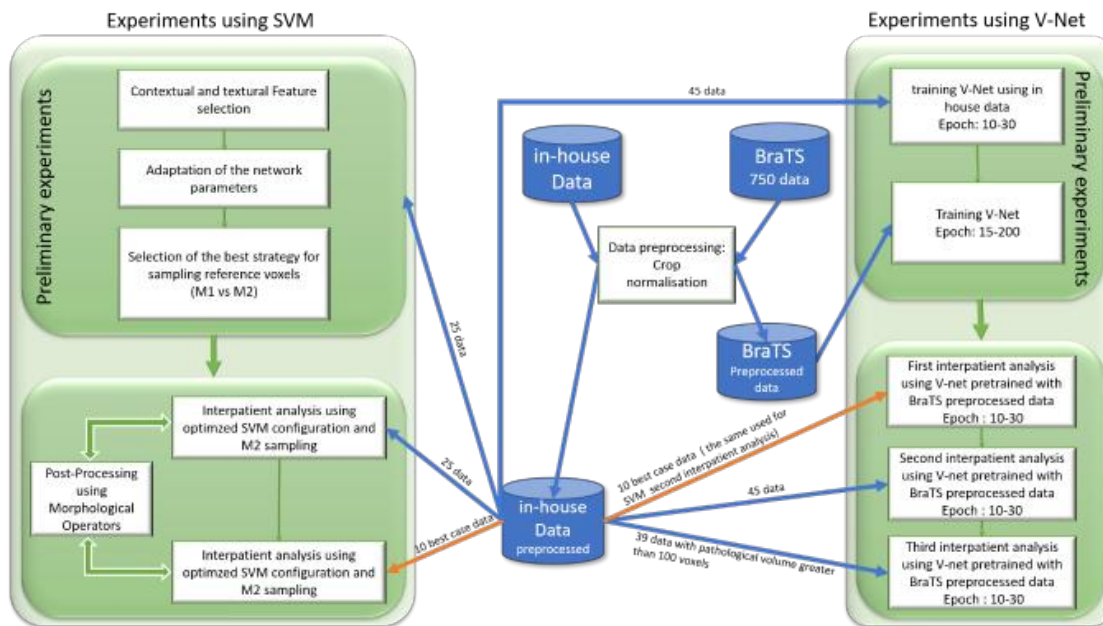 Experiments using SVM
Preliminary experiments
Contextual and textural Feature
selection
Adaptation of the network
parameters
Selection of the best strategy for
sampling reference voxels
(M1 vs M2)
Interpatient analysis using
optimzed SVM configuration and
M2 sampling
Post-Processing
using
Morphological
Operators
Interpatient analysis using
optimzed SVM configuration and
M2 sampling
45 data
in-house
Data
BraTS
750 data
Data preprocessing:
Crop
normalisation
BraTS
Preprocessed
data
25 data
25 data
10 best case data
in-house
Data
preprocessed
10 best case data ( the same used for
SVM second interpatient analysis)
45 data
39 data with pathological volume greater
than 100 voxels
Experiments using V-Net
Preliminary experiments
training V-Net using in
house data
Epoch: 10-30
Training V-Net
Epoch: 15-200
First interpatient analysis
using V-net pretrained with
BraTS preprocessed data
Epoch : 10-30
Second interpatient analysis
using V-net pretrained with
BraTS preprocessed data
Epoch : 10-30
Third interpatient analysis
using V-net pretrained with
BraTS preprocessed data
Epoch : 10-30